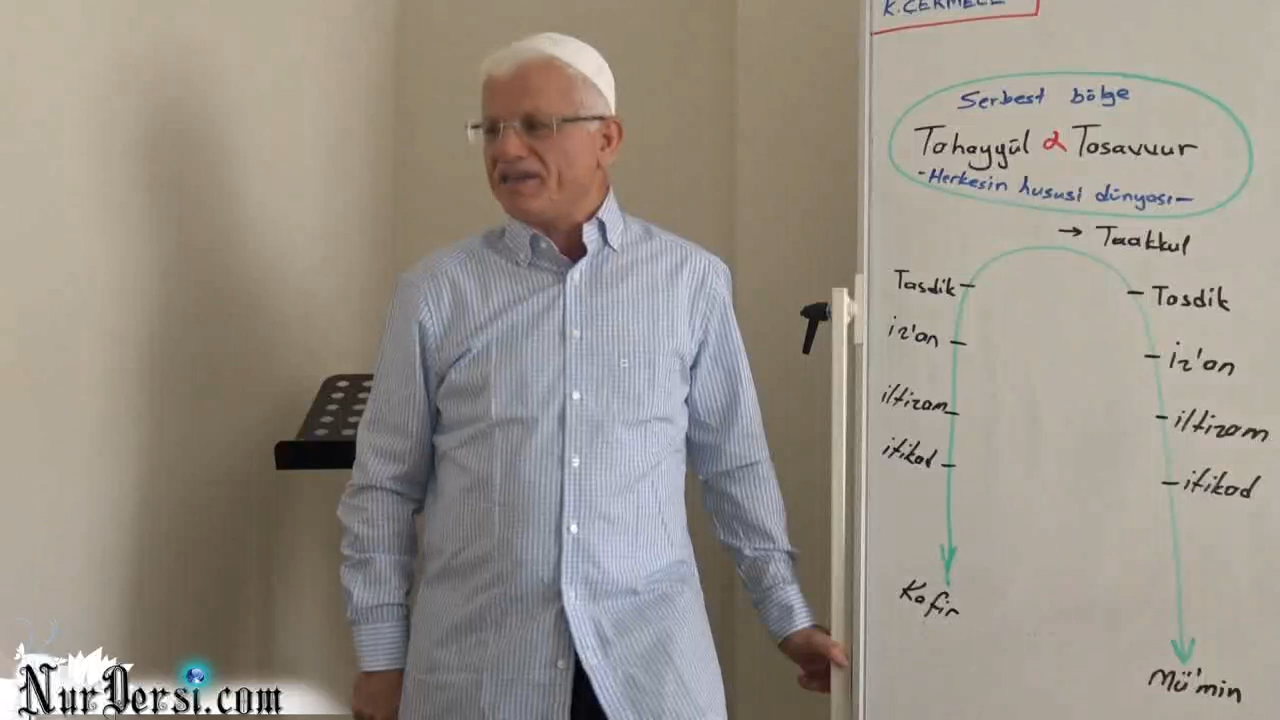 K.ÇERMELE
Serbest bölge
Tahayyül & Tasavvur
-Herkesin hususi dünyası-
→ Taakkul
Tasdik
Tasdik
iz'an
iz'an
iltizam
iltizam
itikad
itikad
Kafir
Mü'min
NurDersi.com